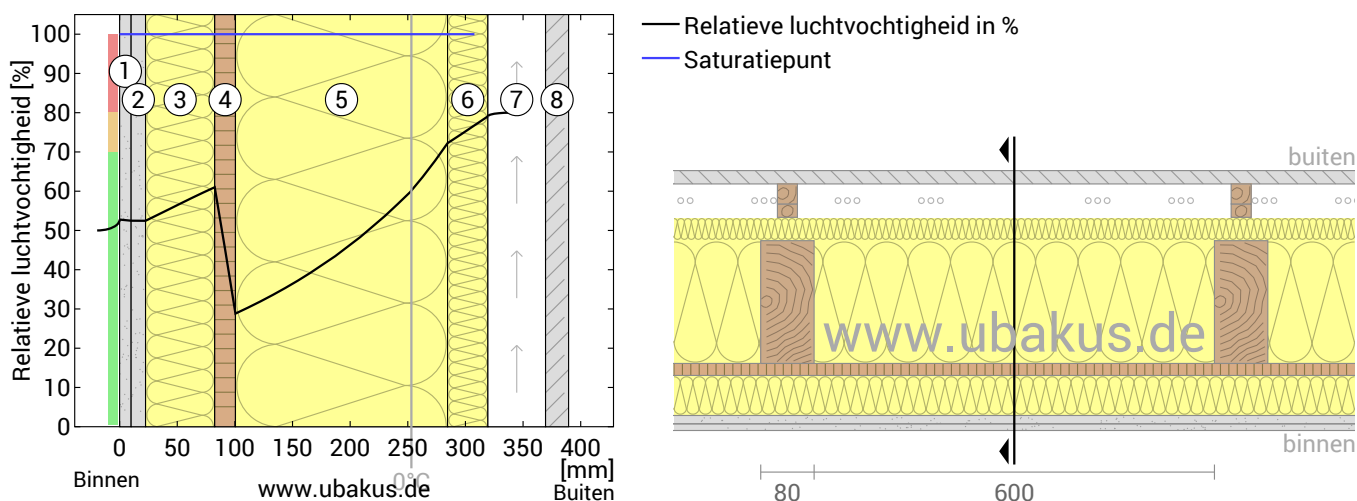 Relatieve luchtvochtigheid [%]
100
90
80
70
60
50
40
30
20
10
0
1
2
3
4
5
6
7
8
0
50
100
150
200
250
300
350
400
[mm]
0°C
Binnen
www.ubakus.de
Buiten
Relatieve luchtvochtigheid in %
Saturatiepunt
buiten
www.ubakus.de
binnen
80
600